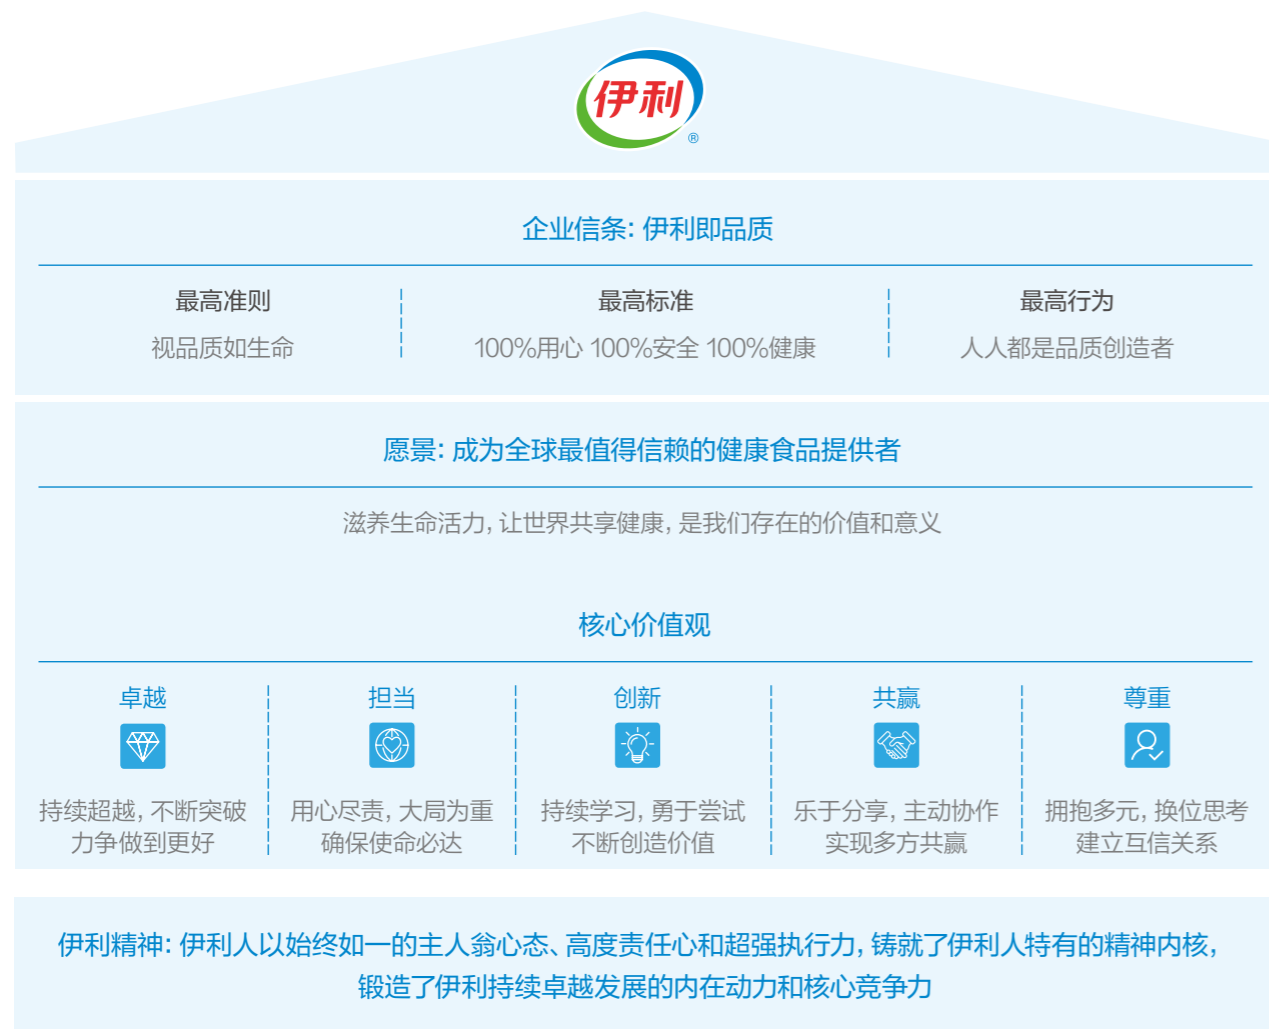 伊利
®
企业信条：伊利即品质
最高准则
视品质如生命
最高标准
100%用心 100%安全 100%健康
最高行为
人人都是品质创造者
愿景：成为全球最值得信赖的健康食品提供者
滋养生命活力，让世界共享健康，是我们存在的价值和意义
核心价值观
卓越
持续超越，不断突破
力争做到更好
担当
用心尽责，大局为重
确保使命必达
创新
持续学习，勇于尝试
不断创造价值
共赢
乐于分享，主动协作
实现多方共赢
尊重
拥抱多元，换位思考
建立互信关系
伊利精神：伊利人以始终如一的主人翁心态、高度责任心和超强执行力，铸就了伊利人特有的精神内核，
锻造了伊利持续卓越发展的内在动力和核心竞争力